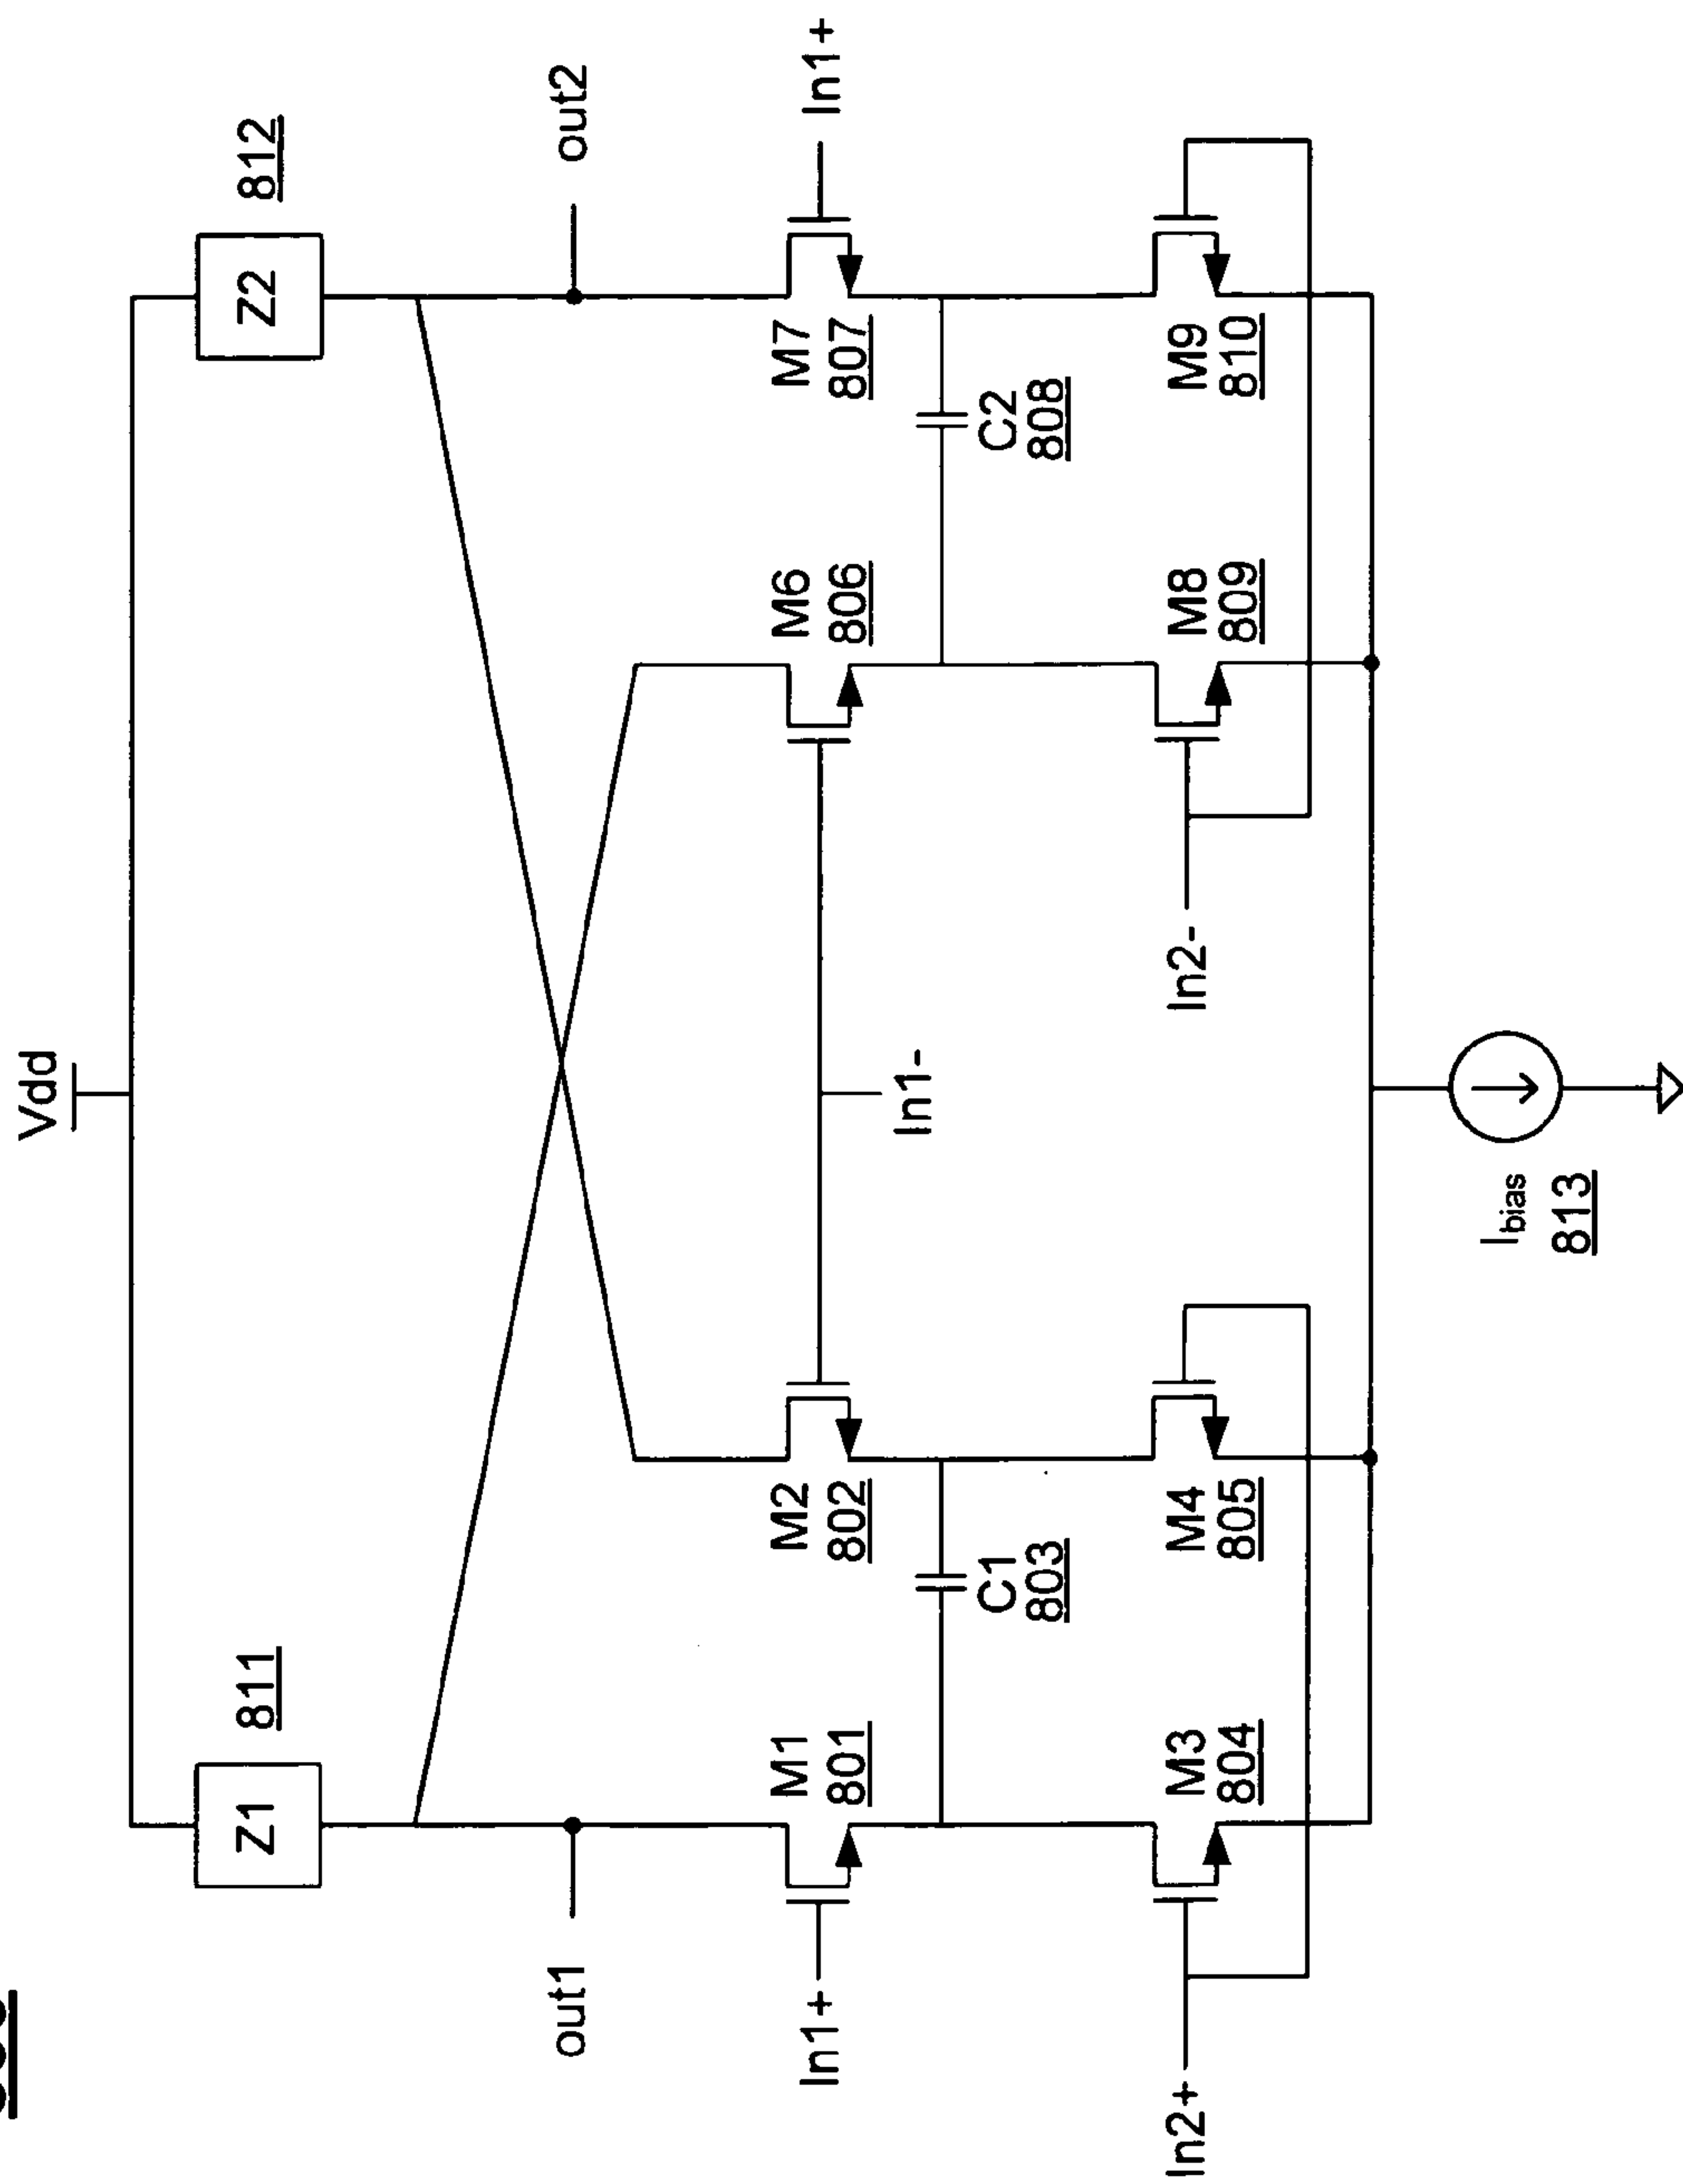 Vdd
Z1
811
Z2
812
out1
out2
In1+
M1
801
M2
802
M6
806
M7
807
In1+
In1-
C1
803
C2
808
In2+
M3
804
M4
805
In2-
M8
809
M9
810
Ibias
813